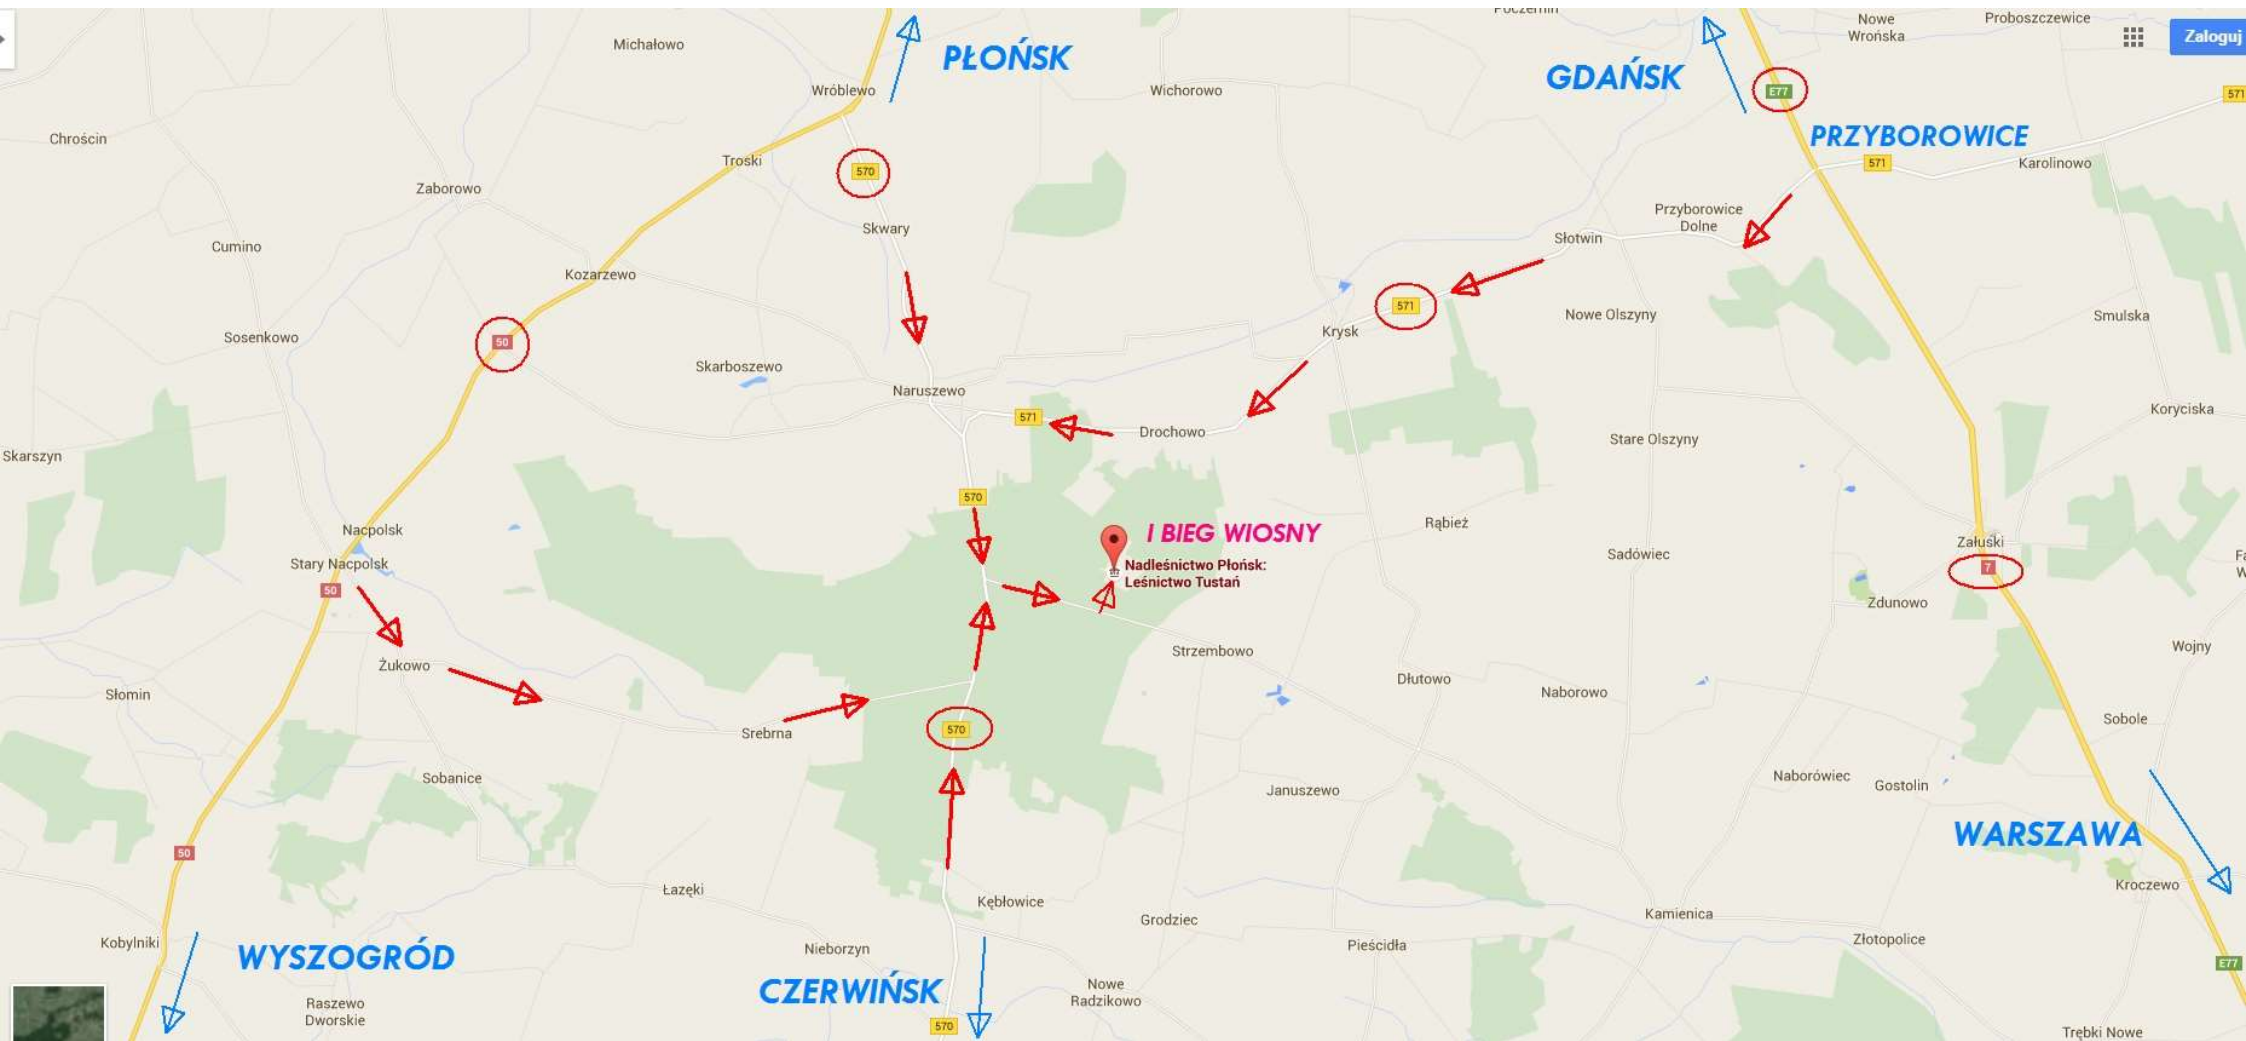 Nowe
Wrońska
Proboszczewice
Zaloguj
Michałowo
PŁOŃSK
GDAŃSK
Wróblewo
Wichorowo
E77
571
Chrościn
PRZYBOROWICE
Troski
570
571
Karolinowo
Zaborowo
Przyborowice
Dolne
Skwary
Słotwin
Cumino
Kozarzewo
571
Nowe Olszyny
Smulska
Sosenkowo
50
Krysk
Skarboszewo
Naruszewo
571
Drochowo
Koryciska
Stare Olszyny
Skarszyn
570
Nacpolsk
I BIEG WIOSNY
Rąbież
Załuski
Stary Nacpolsk
Nadleśnictwo Płońsk:
Leśnictwo Tustań
Sadówiec
7
50
Zdunowo
Żukowo
Strzembowo
Wojny
Słomin
Dłutowo
Naborowo
Srebrna
570
Sobole
Sobanice
Januszewo
Naborówiec
Gostolin
WARSZAWA
50
Łazęki
Kroczewo
Kębłowice
Grodziec
Kamienica
Kobylniki
WYSZOGRÓD
Nieborzyn
Pieścidła
Złotopolice
E77
CZERWIŃSK
Nowe
Radzikowo
Raszewo
Dworskie
570
Trębki Nowe